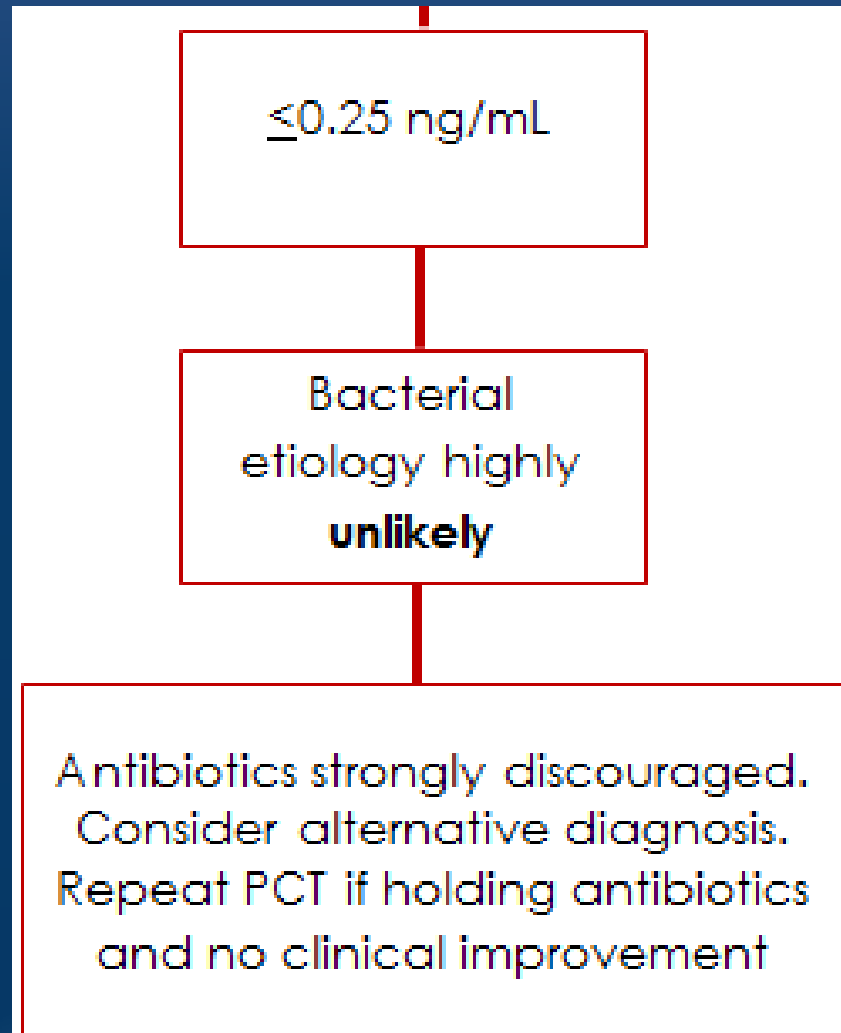 ≤0.25 ng/mL
Bacterial
etiology highly
unlikely
Antibiotics strongly discouraged.
Consider alternative diagnosis.
Repeat PCT if holding antibiotics
and no clinical improvement